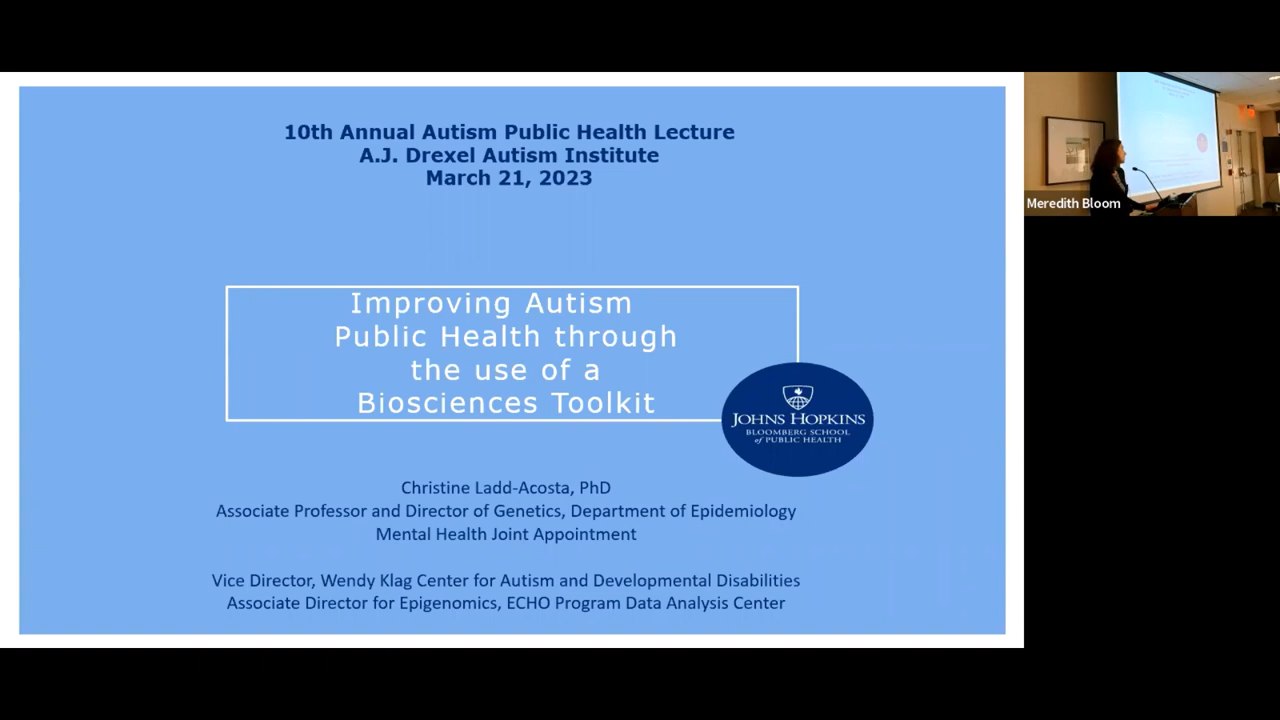 10th Annual Autism Public Health Lecture
A.J. Drexel Autism Institute
March 21, 2023
Improving Autism
Public Health through
the use of a
Biosciences Toolkit
JOHNS HOPKINS
BLOOMBERG SCHOOL
of PUBLIC HEALTH
Christine Ladd-Acosta, PhD
Associate Professor and Director of Genetics, Department of Epidemiology
Mental Health Joint Appointment
Vice Director, Wendy Klag Center for Autism and Developmental Disabilities
Associate Director for Epigenomics, ECHO Program Data Analysis Center
Meredith Bloom